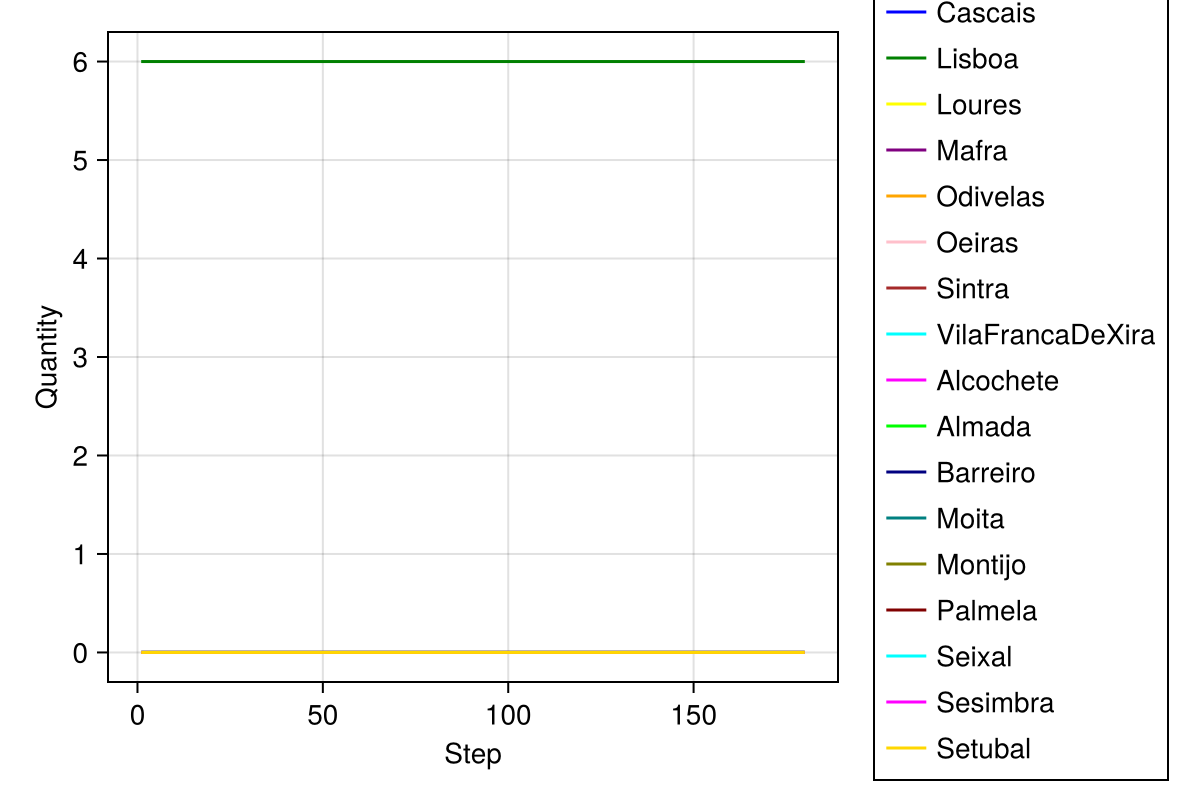 6
5
4
3
2
1
0
Quantity
0 50 100 150
Step
Cascais
Lisboa
Loures
Mafra
Odivelas
Oeiras
Sintra
VilaFrancaDeXira
Alcochete
Almada
Barreiro
Moita
Montijo
Palmela
Seixal
Sesimbra
Setubal